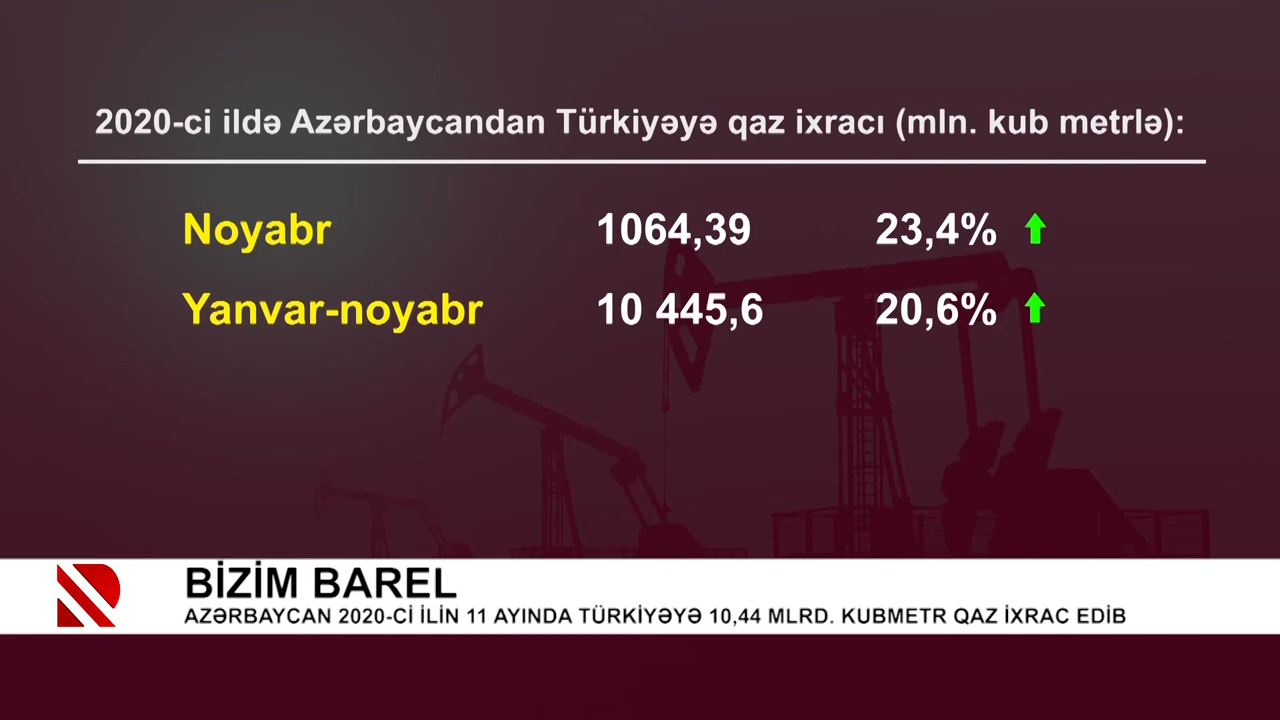 2020-ci ildə Azərbaycandan Türkiyəyə qaz ixracı (mln. kub metrlə):
Noyabr 1064,39 23,4%
Yanvar-noyabr 10 445,6 20,6%
BİZİM BAREL
AZƏRBAYCAN 2020-Cİ İLİN 11 AYINDA TÜRKİYƏYƏ 10,44 MLRD. KUBMETR QAZ İXRAC EDİB